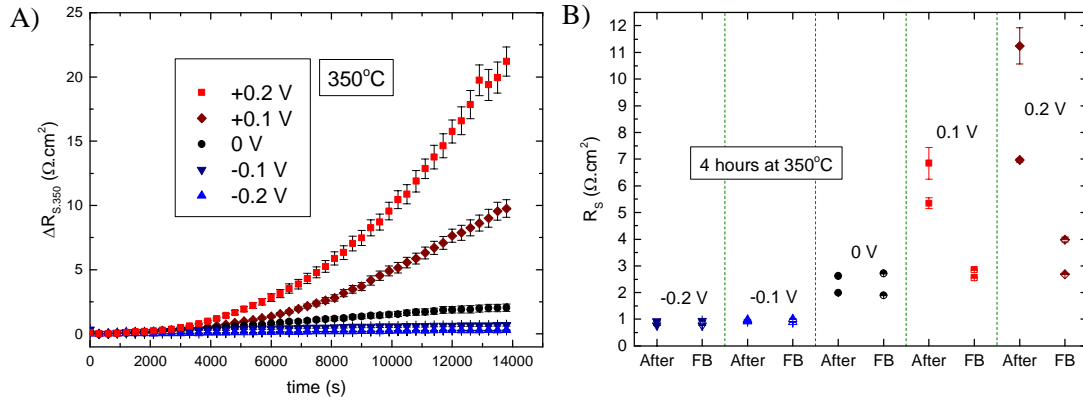 A)
25
20
15
10
5
0
ΔR_S.350 (Ω.cm²)
350°C
+0.2 V
+0.1 V
0 V
-0.1 V
-0.2 V
0 2000 4000 6000 8000 10000 12000 14000
time (s)
B)
12
11
10
9
8
7
6
5
4
3
2
1
0
R_S (Ω.cm²)
0.2 V
0.1 V
4 hours at 350°C
0 V
-0.2 V
-0.1 V
After FB After FB After FB After FB After FB